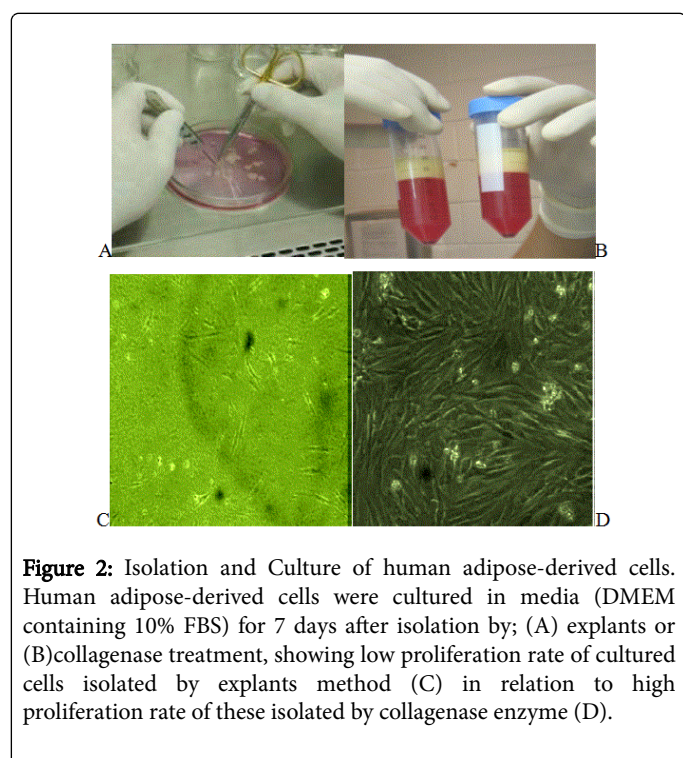 A
B
C
D
Figure 2: Isolation and Culture of human adipose-derived cells.
Human adipose-derived cells were cultured in media (DMEM
containing 10% FBS) for 7 days after isolation by; (A) explants or
(B)collagenase treatment, showing low proliferation rate of cultured
cells isolated by explants method (C) in relation to high
proliferation rate of these isolated by collagenase enzyme (D).